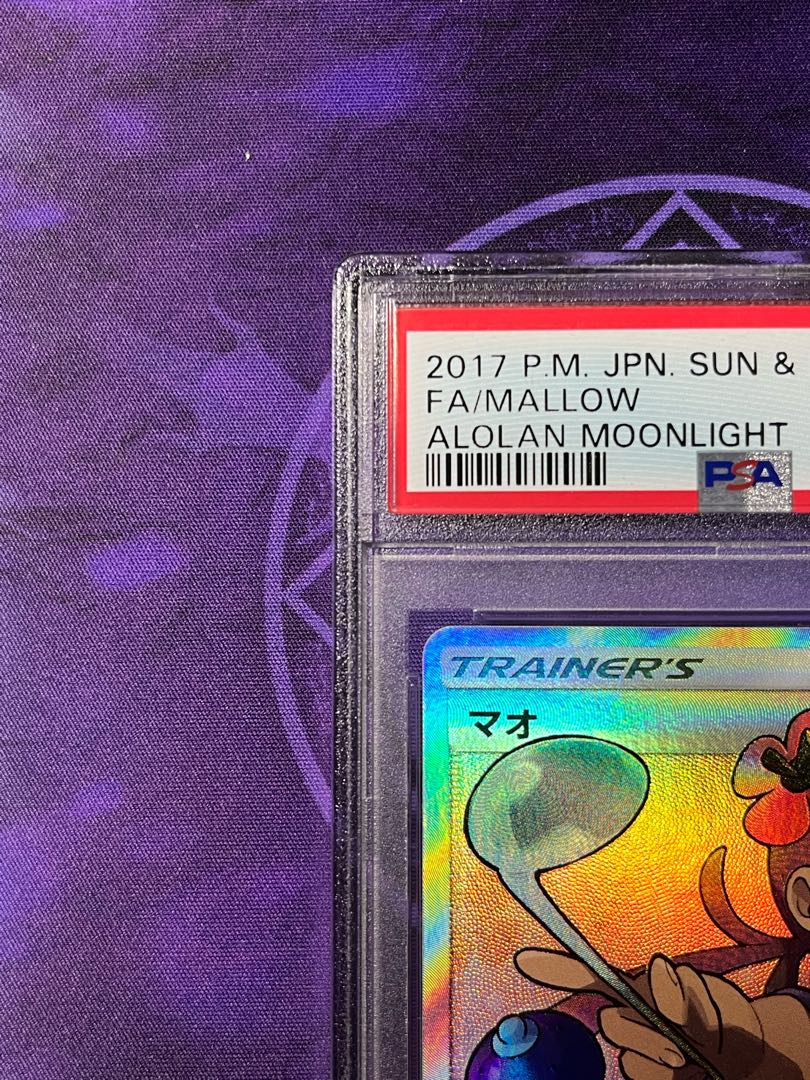 2017 P.M. JPN. SUN &
FA/MALLOW
ALOLAN MOONLIGHT
PSA
TRAINER'S
マオ